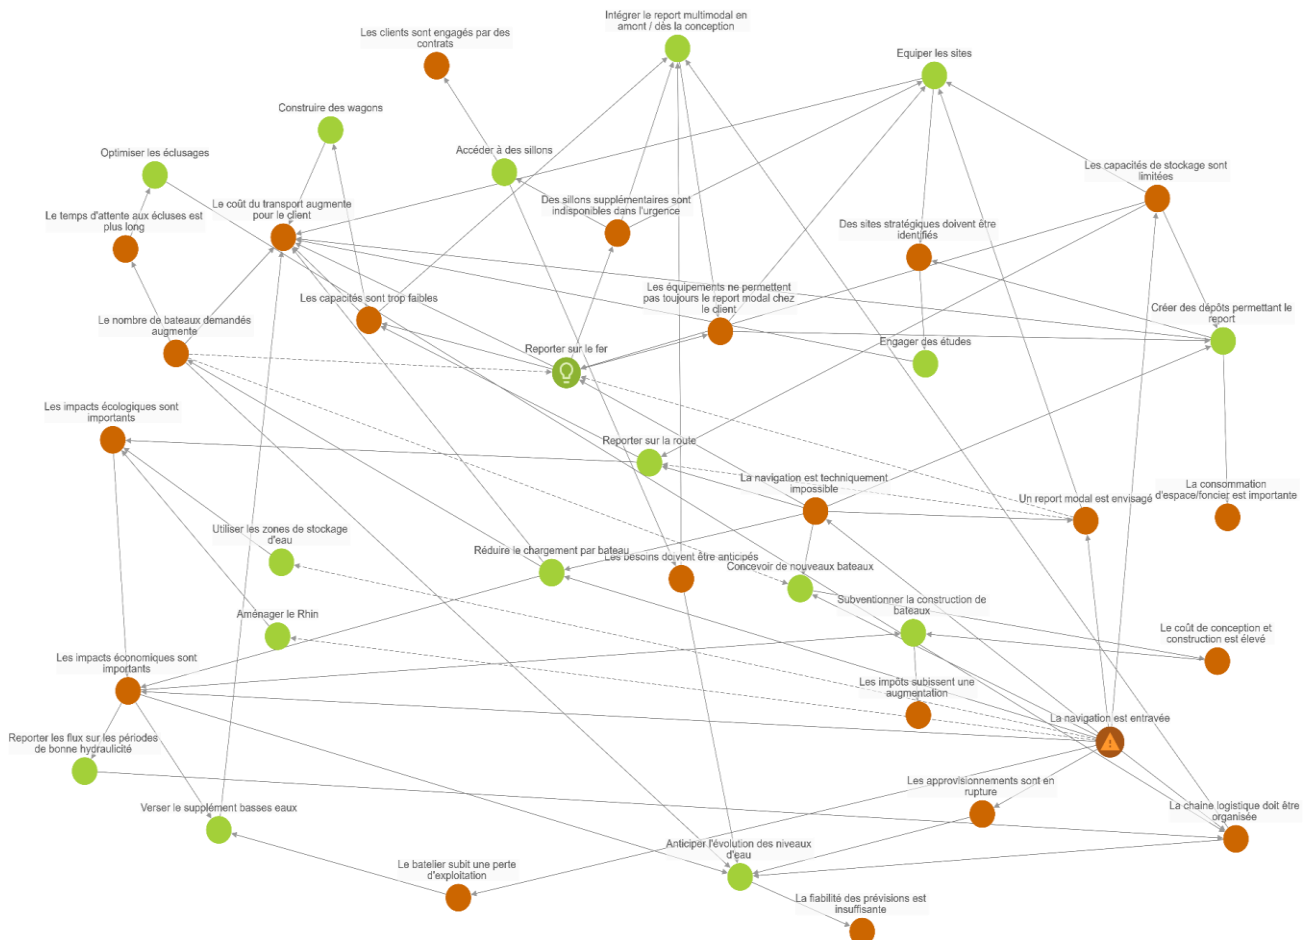 Intégrer le report multimodal en
amont / dès la conception
Les clients sont engagés par des
contrats
Equiper les sites
Construire des wagons
Optimiser les éclusages
Accéder à des sillons
Les capacités de stockage sont
limitées
Le coût du transport augmente
pour le client
Des sillons supplémentaires sont
indisponibles dans l'urgence
Le temps d'attente aux écluses est
plus long
Des sites stratégiques doivent être
identifiés
Les équipements ne permettent
pas toujours le report modal chez
le client
Les capacités sont trop faibles
Créer des dépôts permettant le
report
Le nombre de bateaux demandés
augmente
Reporter sur le fer
Engager des études
Les impacts écologiques sont
importants
Reporter sur la route
La navigation est techniquement
impossible
La consommation
d'espace/foncier est importante
Un report modal est envisagé
Utiliser les zones de stockage
d'eau
Réduire le chargement par bateau
Les besoins doivent être anticipés
Concevoir de nouveaux bateaux
Subventionner la construction de
bateaux
Aménager le Rhin
Le coût de conception et
construction est élevé
Les impacts économiques sont
importants
Les impôts subissent une
augmentation
La navigation est entravée
Reporter les flux sur les périodes
de bonne hydraulicité
Les approvisionnements sont en
rupture
La chaine logistique doit être
organisée
Verser le supplément basses eaux
Anticiper l'évolution des niveaux
d'eau
Le batelier subit une perte
d'exploitation
La fiabilité des prévisions est
insuffisante